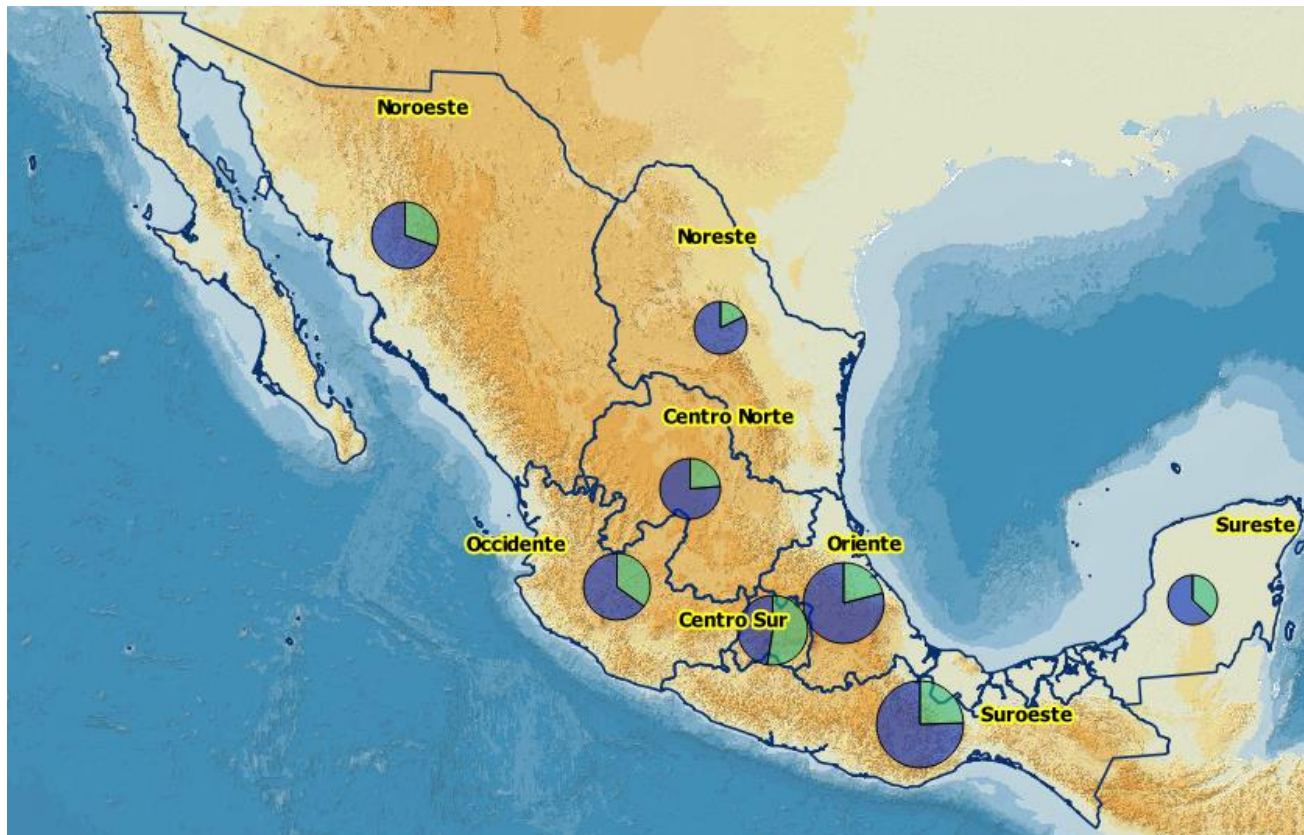 Noroeste
Noreste
Centro Norte
Occidente
Oriente
Sureste
Centro Sur
Suroeste